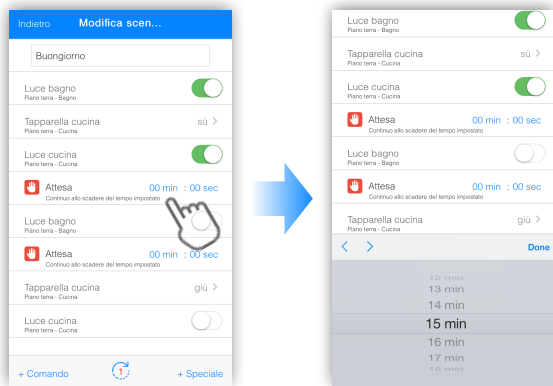 Indietro Modifica scen...
Buongiorno
Luce bagno
Piano terra - Bagno
Tapparella cucina sù
Piano terra - Cucina
Luce cucina
Piano terra - Cucina
Attesa 00 min : 00 sec
Continuo allo scadere del tempo impostato
Luce bagno
Piano terra - Bagno
Attesa 00 min : 00 sec
Continuo allo scadere del tempo impostato
Tapparella cucina giù
Piano terra - Cucina
Luce cucina
Piano terra - Cucina
+ Comando 1 + Speciale
Luce bagno
Piano terra - Bagno
Tapparella cucina sù
Piano terra - Cucina
Luce cucina
Piano terra - Cucina
Attesa 00 min : 00 sec
Continuo allo scadere del tempo impostato
Luce bagno
Piano terra - Bagno
Attesa 00 min : 00 sec
Continuo allo scadere del tempo impostato
Tapparella cucina giù
Piano terra - Cucina
Done
12 min
13 min
14 min
15 min
16 min
17 min
18 min